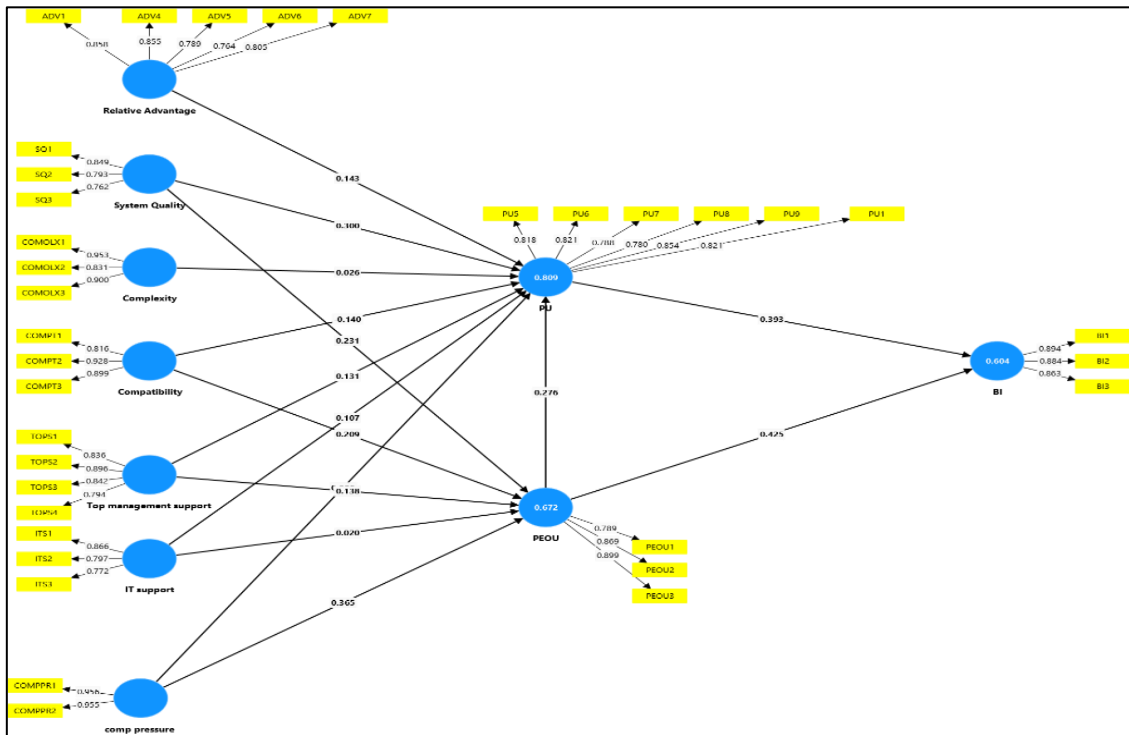 ADV1 ADV4 ADV5 ADV6 ADV7
0.858 0.855 0.789 0.764 0.805
Relative Advantage
SQ1
SQ2
SQ3
0.849
0.793
0.762
System Quality
COMOLX1
COMOLX2
COMOLX3
0.953
0.831
0.900
Complexity
COMPT1
COMPT2
COMPT3
0.816
0.928
0.899
Compatibility
TOPS1
TOPS2
TOPS3
TOPS4
0.836
0.896
0.842
0.794
Top management support
ITS1
ITS2
ITS3
0.866
0.797
0.772
IT support
COMPPR1
COMPPR2
0.956
0.955
comp pressure
0.143
0.300
0.026
0.140
0.231
0.131
0.107
0.209
0.138
0.020
0.365
PU5 PU6 PU7 PU8 PU9 PU1
0.818 0.821 0.788 0.780 0.854 0.821
0.809
PU
0.276
0.672
PEOU
0.789
0.869
0.899
PEOU1
PEOU2
PEOU3
0.393
0.425
0.604
BI
0.894
0.884
0.863
BI1
BI2
BI3